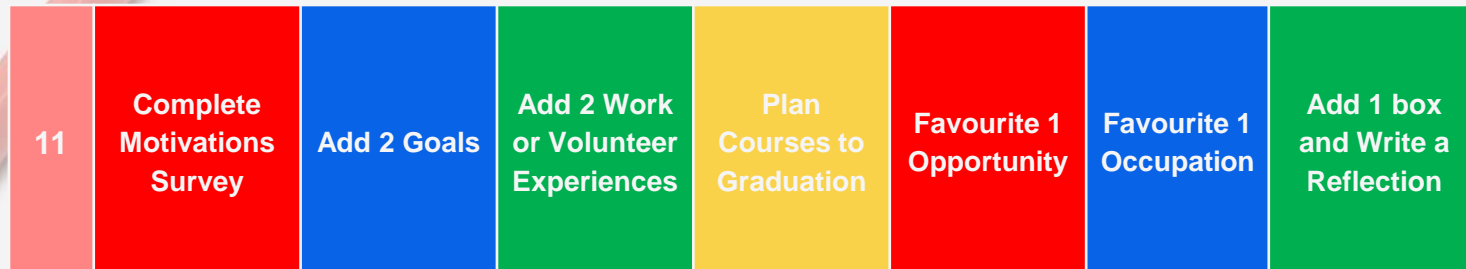 11
Complete
Motivations
Survey
Add 2 Goals
Add 2 Work
or Volunteer
Experiences
Plan
Courses to
Graduation
Favourite 1
Opportunity
Favourite 1
Occupation
Add 1 box
and Write a
Reflection